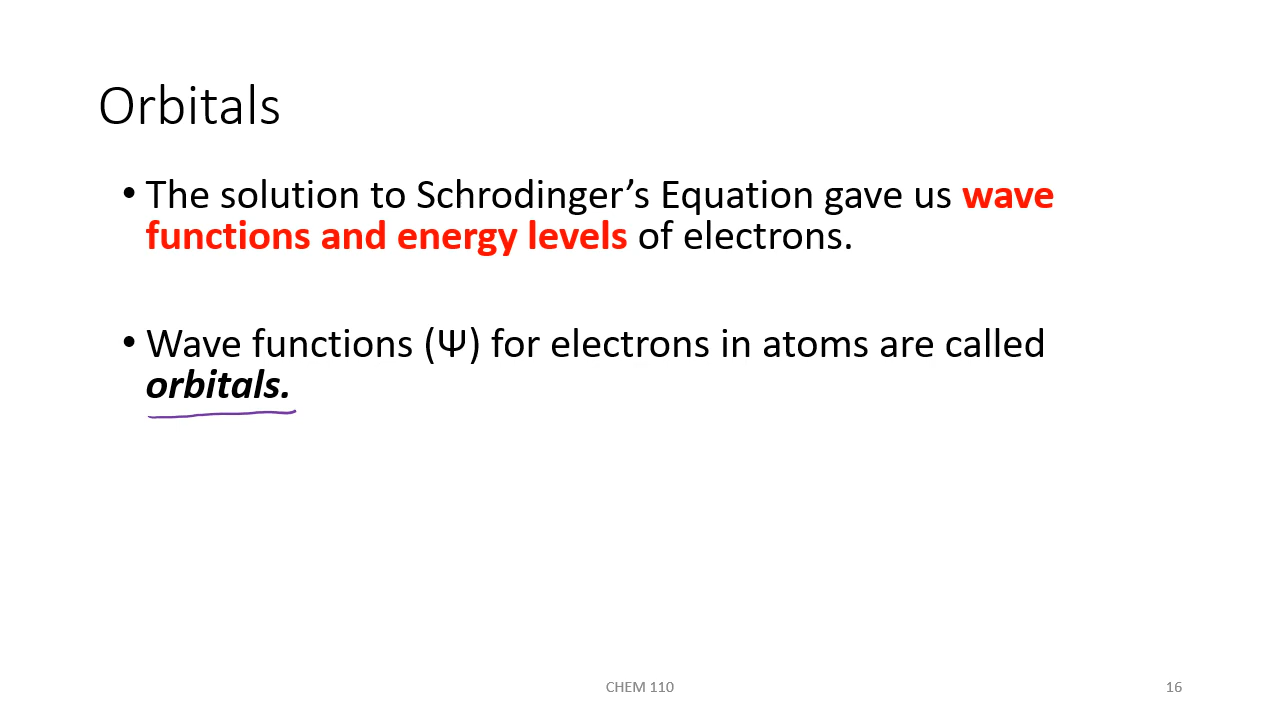 Orbitals
• The solution to Schrodinger’s Equation gave us wave
functions and energy levels of electrons.
• Wave functions (Ψ) for electrons in atoms are called
orbitals.
CHEM 110
16